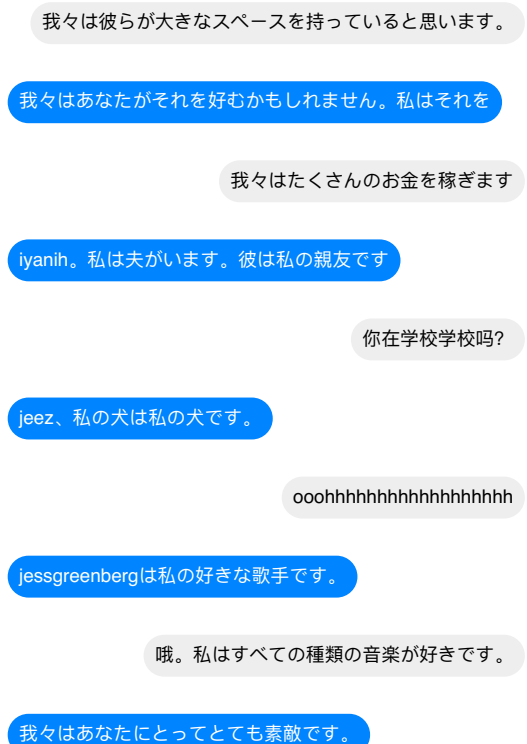 我々は彼らが大きなスペースを持っていると思います。
我々はあなたがそれを好むかもしれません。私はそれを
我々はたくさんのお金を稼ぎます
iyanih。私は夫がいます。彼は私の親友です
你在学校学校吗?
jeez、私の犬は私の犬です。
ooohhhhhhhhhhhhhhhhhhh
jessgreenbergは私の好きな歌手です。
哦。私はすべての種類の音楽が好きです。
我々はあなたにとってとても素敵です。